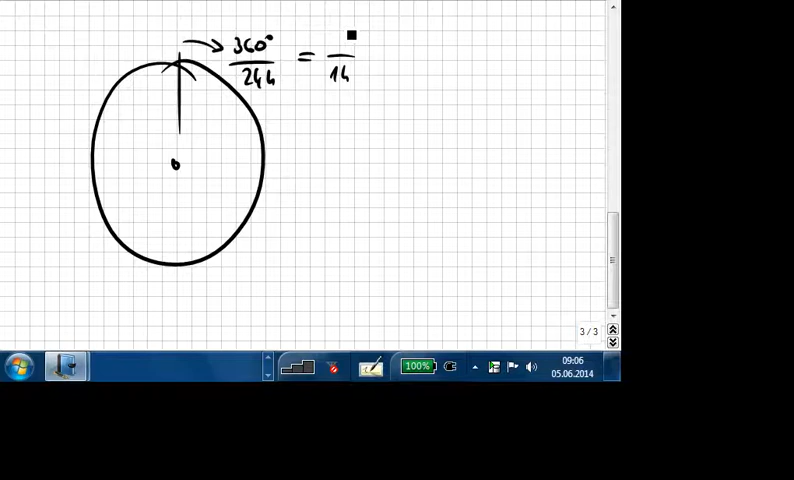 360° / 24h = / 1h
3 / 3
100%
09:06
05.06.2014